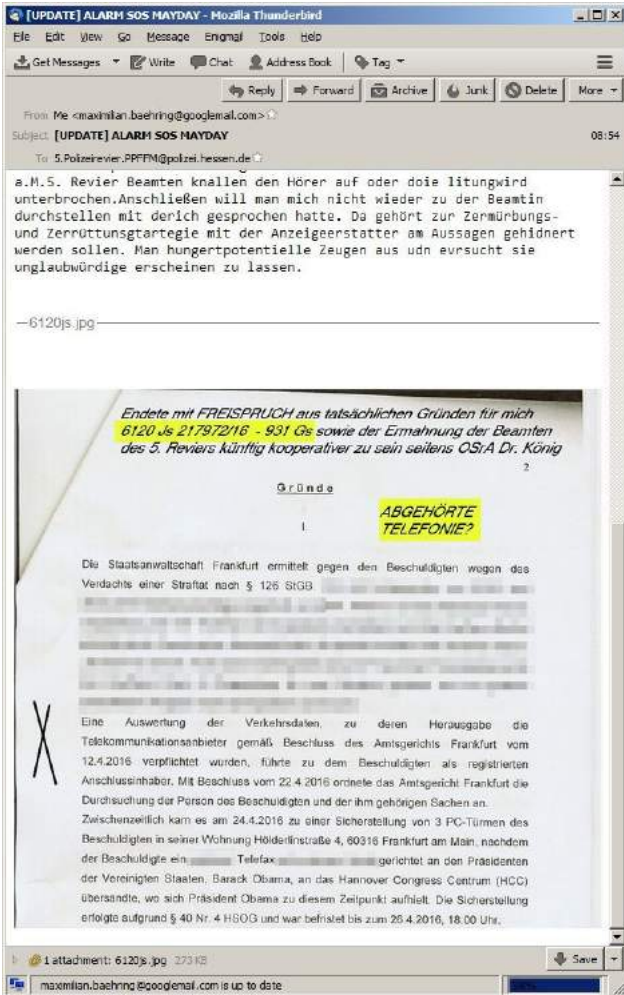 [UPDATE] ALARM SOS MAYDAY - Mozilla Thunderbird
File Edit View Go Message Enigmail Tools Help
Get Messages Write Chat Address Book Tag
Reply Forward Archive Junk Delete More
From Me <maximilian.baehring@googlemail.com>
Subject [UPDATE] ALARM SOS MAYDAY 08:54
To 5.Polizeirevier.PPFFM@polizei.hessen.de
a.M.5. Revier Beamten knallen den Hörer auf oder doie litungwird
unterbrochen.Anschließen will man mich nicht wieder zu der Beamtin
durchstellen mit derich gesprochen hatte. Da gehört zur Zermürbungs-
und Zerrüttunsgtartegie mit der Anzeigeerstatter am Aussagen gehidnert
werden sollen. Man hungertpotentielle Zeugen aus udn evrsucht sie
unglaubwürdige erscheinen zu lassen.
6120js.jpg
Endete mit FREISPRUCH aus tatsächlichen Gründen für mich
6120 Js 217972/16 - 931 Gs sowie der Ermahnung der Beamten
des 5. Reviers künftig kooperativer zu sein seitens OStA Dr. König
2
Gründe
ABGEHÖRTE
TELEFONIE?
I.
Die Staatsanwaltschaft Frankfurt ermittelt gegen den Beschuldigten wegen des
Verdachts einer Straftat nach § 126 StGB
Eine Auswertung der Verkehrsdaten, zu deren Herausgabe die
Telekommunikationsanbieter gemäß Beschluss des Amtsgerichts Frankfurt vom
12.4.2016 verpflichtet wurden, führte zu dem Beschuldigten als registrierten
Anschlussinhaber. Mit Beschluss vom 22.4.2016 ordnete das Amtsgericht Frankfurt die
Durchsuchung der Person des Beschuldigten und der ihm gehörigen Sachen an.
Zwischenzeitlich kam es am 24.4.2016 zu einer Sicherstellung von 3 PC-Türmen des
Beschuldigten in seiner Wohnung Hölderlinstraße 4, 60316 Frankfurt am Main, nachdem
der Beschuldigte ein Telefax gerichtet an den Präsidenten
der Vereinigten Staaten, Barack Obama, an das Hannover Congress Centrum (HCC)
übersandte, wo sich Präsident Obama zu diesem Zeitpunkt aufhielt. Die Sicherstellung
erfolgte aufgrund § 40 Nr. 4 HSOG und war befristet bis zum 26.4.2016, 18.00 Uhr.
1 attachment: 6120js.jpg 273 KB Save
maximilian.baehring@googlemail.com is up to date